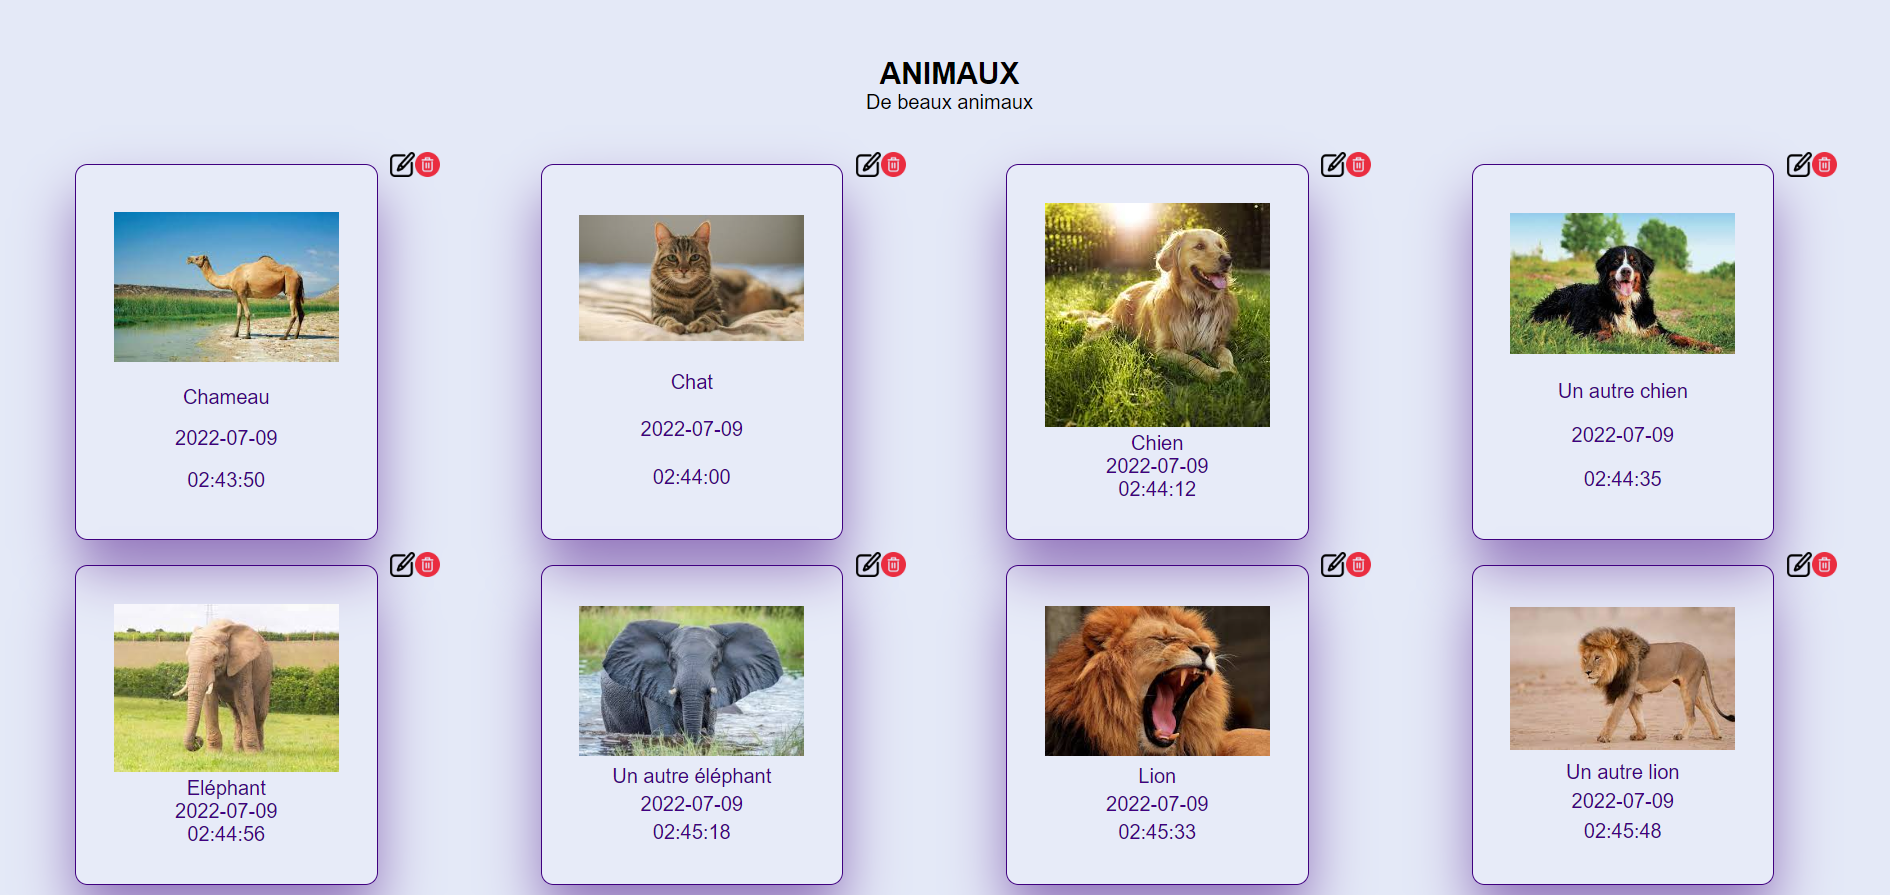 ANIMAUX
De beaux animaux
Chameau
2022-07-09
02:43:50
Chat
2022-07-09
02:44:00
Chien
2022-07-09
02:44:12
Un autre chien
2022-07-09
02:44:35
Eléphant
2022-07-09
02:44:56
Un autre éléphant
2022-07-09
02:45:18
Lion
2022-07-09
02:45:33
Un autre lion
2022-07-09
02:45:48